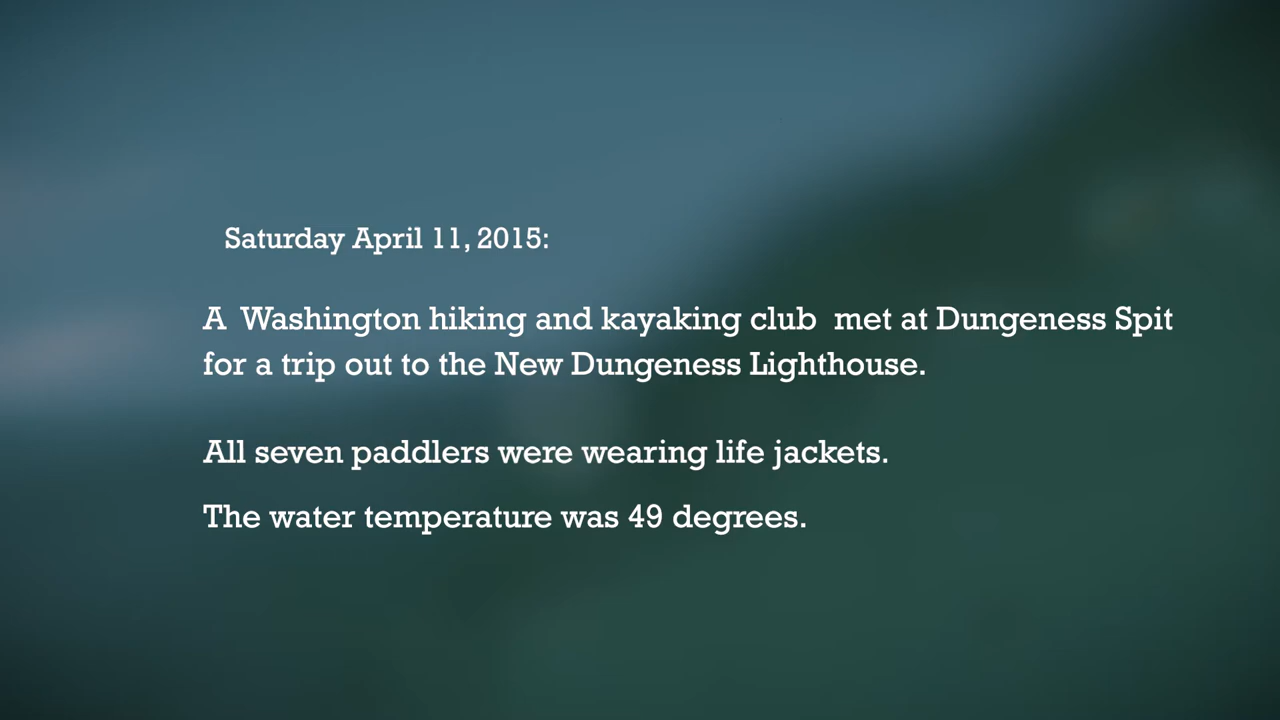 Saturday April 11, 2015:
A  Washington hiking and kayaking club  met at Dungeness Spit
for a trip out to the New Dungeness Lighthouse.
All seven paddlers were wearing life jackets.
The water temperature was 49 degrees.